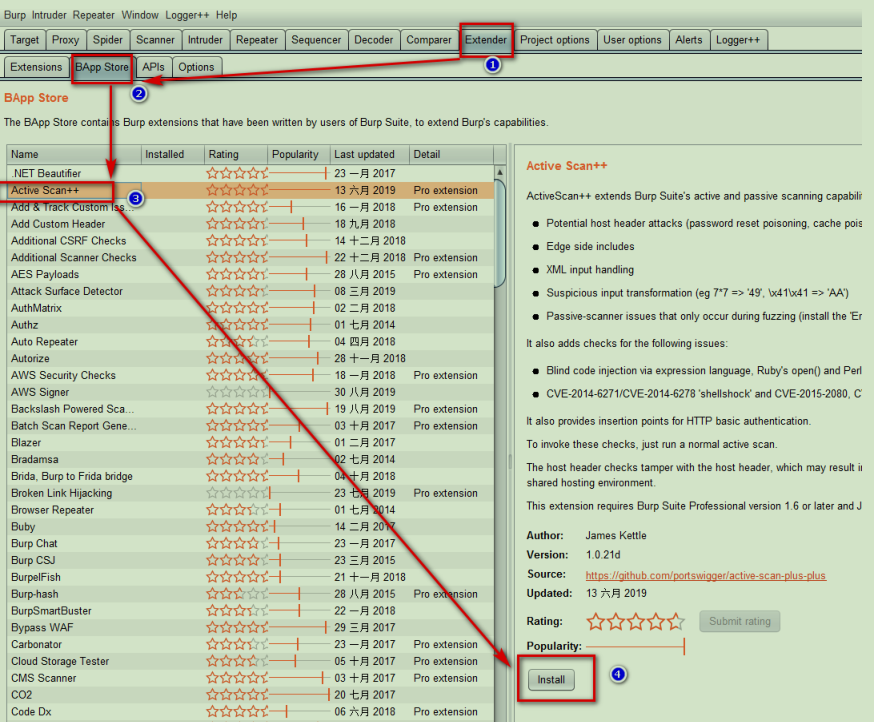 Burp Intruder Repeater Window Logger++ Help
Target Proxy Spider Scanner Intruder Repeater Sequencer Decoder Comparer Extender Project options User options Alerts Logger++
1
Extensions BApp Store APIs Options
2
BApp Store
The BApp Store contains Burp extensions that have been written by users of Burp Suite, to extend Burp's capabilities.
Name Installed Rating Popularity Last updated Detail
.NET Beautifier 23 一月 2017
Active Scan++ 13 六月 2019 Pro extension
3
Add & Track Custom Iss... 16 一月 2018 Pro extension
Add Custom Header 18 九月 2018
Additional CSRF Checks 14 十二月 2018
Additional Scanner Checks 22 十二月 2018 Pro extension
AES Payloads 28 八月 2015 Pro extension
Attack Surface Detector 08 三月 2019
AuthMatrix 02 二月 2018
Authz 01 七月 2014
Auto Repeater 04 四月 2018
Autorize 28 十一月 2018
AWS Security Checks 18 一月 2018 Pro extension
AWS Signer 30 八月 2019
Backslash Powered Sca... 19 八月 2019 Pro extension
Batch Scan Report Gene... 03 十月 2017 Pro extension
Blazer 01 二月 2017
Bradamsa 02 七月 2014
Brida, Burp to Frida bridge 04 十月 2018
Broken Link Hijacking 23 七月 2019 Pro extension
Browser Repeater 01 七月 2014
Buby 14 二月 2017
Burp Chat 23 一月 2017
Burp CSJ 23 三月 2015
BurpelFish 21 十一月 2018
Burp-hash 28 八月 2015 Pro extension
BurpSmartBuster 22 一月 2018
Bypass WAF 29 三月 2017
Carbonator 23 一月 2017 Pro extension
Cloud Storage Tester 05 十月 2017 Pro extension
CMS Scanner 03 十月 2017 Pro extension
CO2 20 七月 2017
Code Dx 06 六月 2018 Pro extension
Active Scan++
ActiveScan++ extends Burp Suite's active and passive scanning capabilit
Potential host header attacks (password reset poisoning, cache pois
Edge side includes
XML input handling
Suspicious input transformation (eg 7*7 => '49', \x41\x41 => 'AA')
Passive-scanner issues that only occur during fuzzing (install the 'Er
It also adds checks for the following issues:
Blind code injection via expression language, Ruby's open() and Perl
CVE-2014-6271/CVE-2014-6278 'shellshock' and CVE-2015-2080, C
It also provides insertion points for HTTP basic authentication.
To invoke these checks, just run a normal active scan.
The host header checks tamper with the host header, which may result in
shared hosting environment.
This extension requires Burp Suite Professional version 1.6 or later and J
Author: James Kettle
Version: 1.0.21d
Source: https://github.com/portswigger/active-scan-plus-plus
Updated: 13 六月 2019
Rating: Submit rating
Popularity:
Install
4